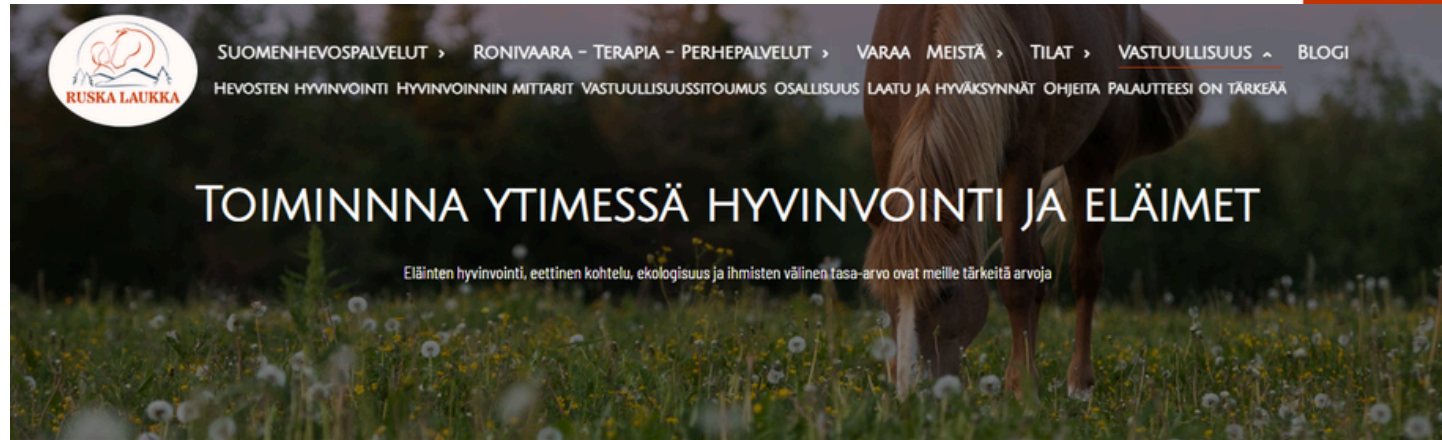 RUSKA LAUKKA
Suomenhevospalvelut › Ronivaara – Terapia – Perhepalvelut › Varaa Meistä › Tilat › Vastuullisuus Blogi
Hevosten hyvinvointi Hyvinvoinnin mittarit Vastuullisuussitoumus Osallisuus Laatu ja hyväksynnät Ohjeita Palautteesi on tärkeää
Toiminnna ytimessä hyvinvointi ja eläimet
Eläinten hyvinvointi, eettinen kohtelu, ekologisuus ja ihmisten välinen tasa-arvo ovat meille tärkeitä arvoja